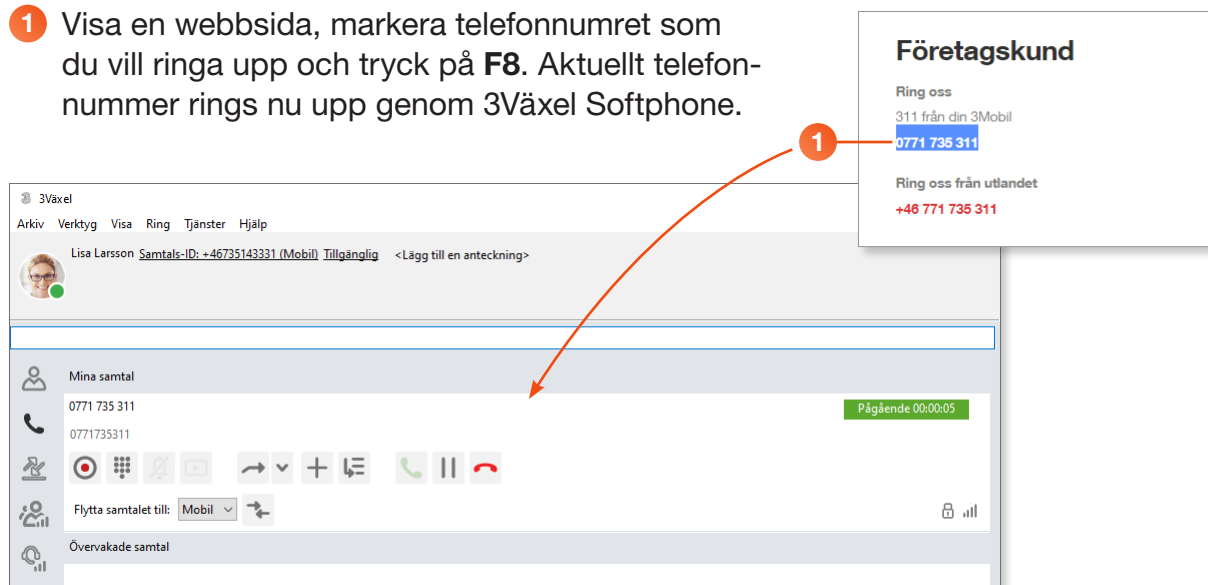 1 Visa en webbsida, markera telefonnumret som
du vill ringa upp och tryck på F8. Aktuellt telefon-
nummer rings nu upp genom 3Växel Softphone.
Företagskund
Ring oss
311 från din 3Mobil
0771 735 311
1
Ring oss från utlandet
+46 771 735 311
3Växel
Arkiv Verktyg Visa Ring Tjänster Hjälp
Lisa Larsson Samtals-ID: +46735143331 (Mobil) Tillgänglig <Lägg till en anteckning>
Mina samtal
0771 735 311 Pågående 00:00:05
0771735311
Flytta samtalet till: Mobil
Övervakade samtal